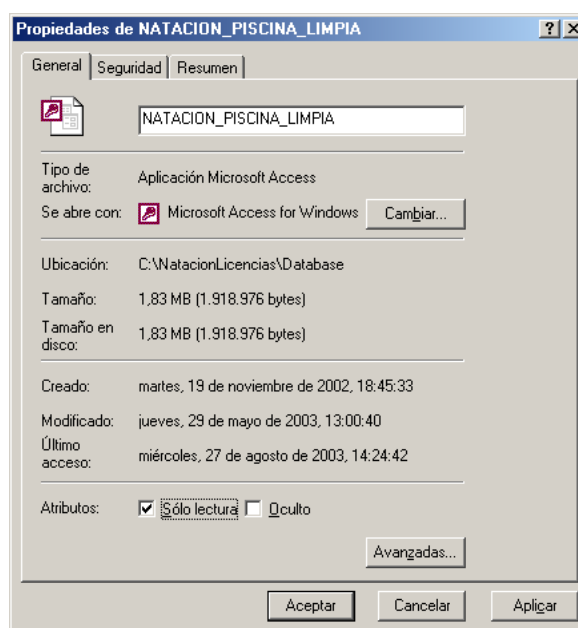 Propiedades de NATACION_PISCINA_LIMPIA
General Seguridad Resumen
NATACION_PISCINA_LIMPIA
Tipo de archivo: Aplicación Microsoft Access
Se abre con: Microsoft Access for Windows Cambiar...
Ubicación: C:\NatacionLicencias\Database
Tamaño: 1,83 MB (1.918.976 bytes)
Tamaño en disco: 1,83 MB (1.918.976 bytes)
Creado: martes, 19 de noviembre de 2002, 18:45:33
Modificado: jueves, 29 de mayo de 2003, 13:00:40
Último acceso: miércoles, 27 de agosto de 2003, 14:24:42
Atributos: Sólo lectura Oculto
Avanzadas...
Aceptar Cancelar Aplicar